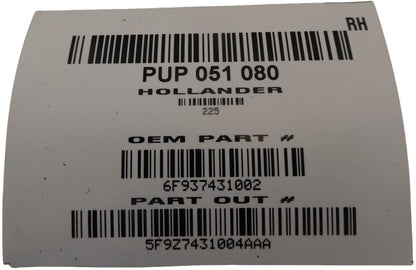 RH
PUP 051 080
HOLLANDER
225
OEM PART #
6F937431002
PART OUT #
5F9Z7431004AAA